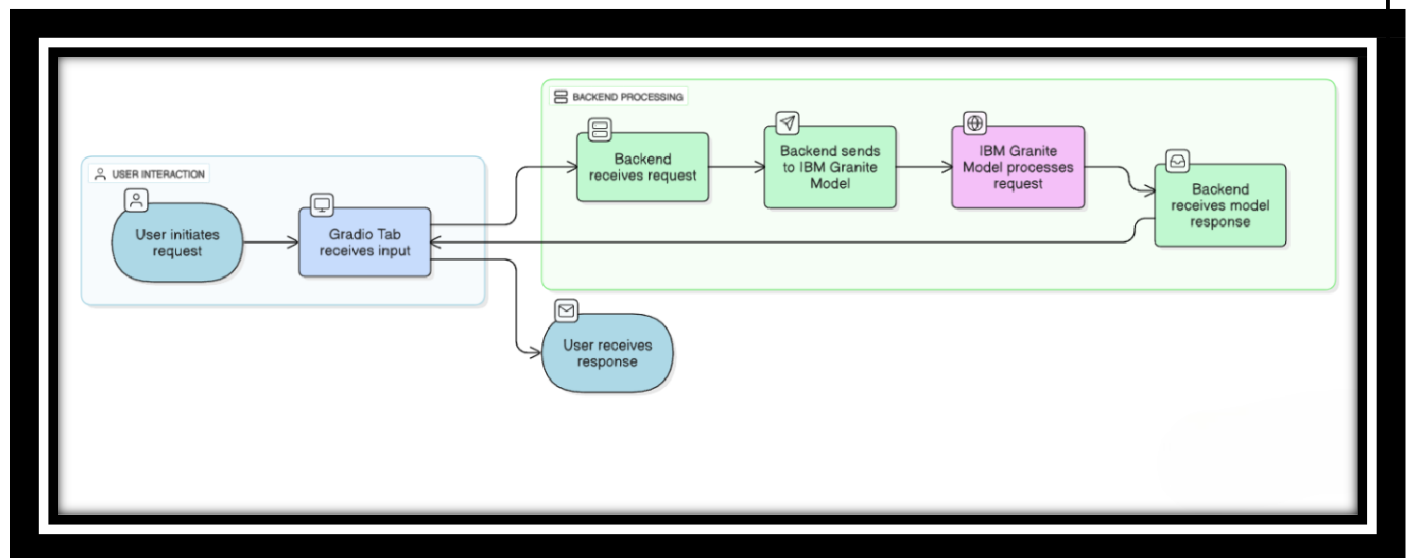 BACKEND PROCESSING
Backend
receives request
Backend sends
to IBM Granite
Model
IBM Granite
Model processes
request
Backend
receives model
response
USER INTERACTION
User initiates
request
Gradio Tab
receives input
User receives
response